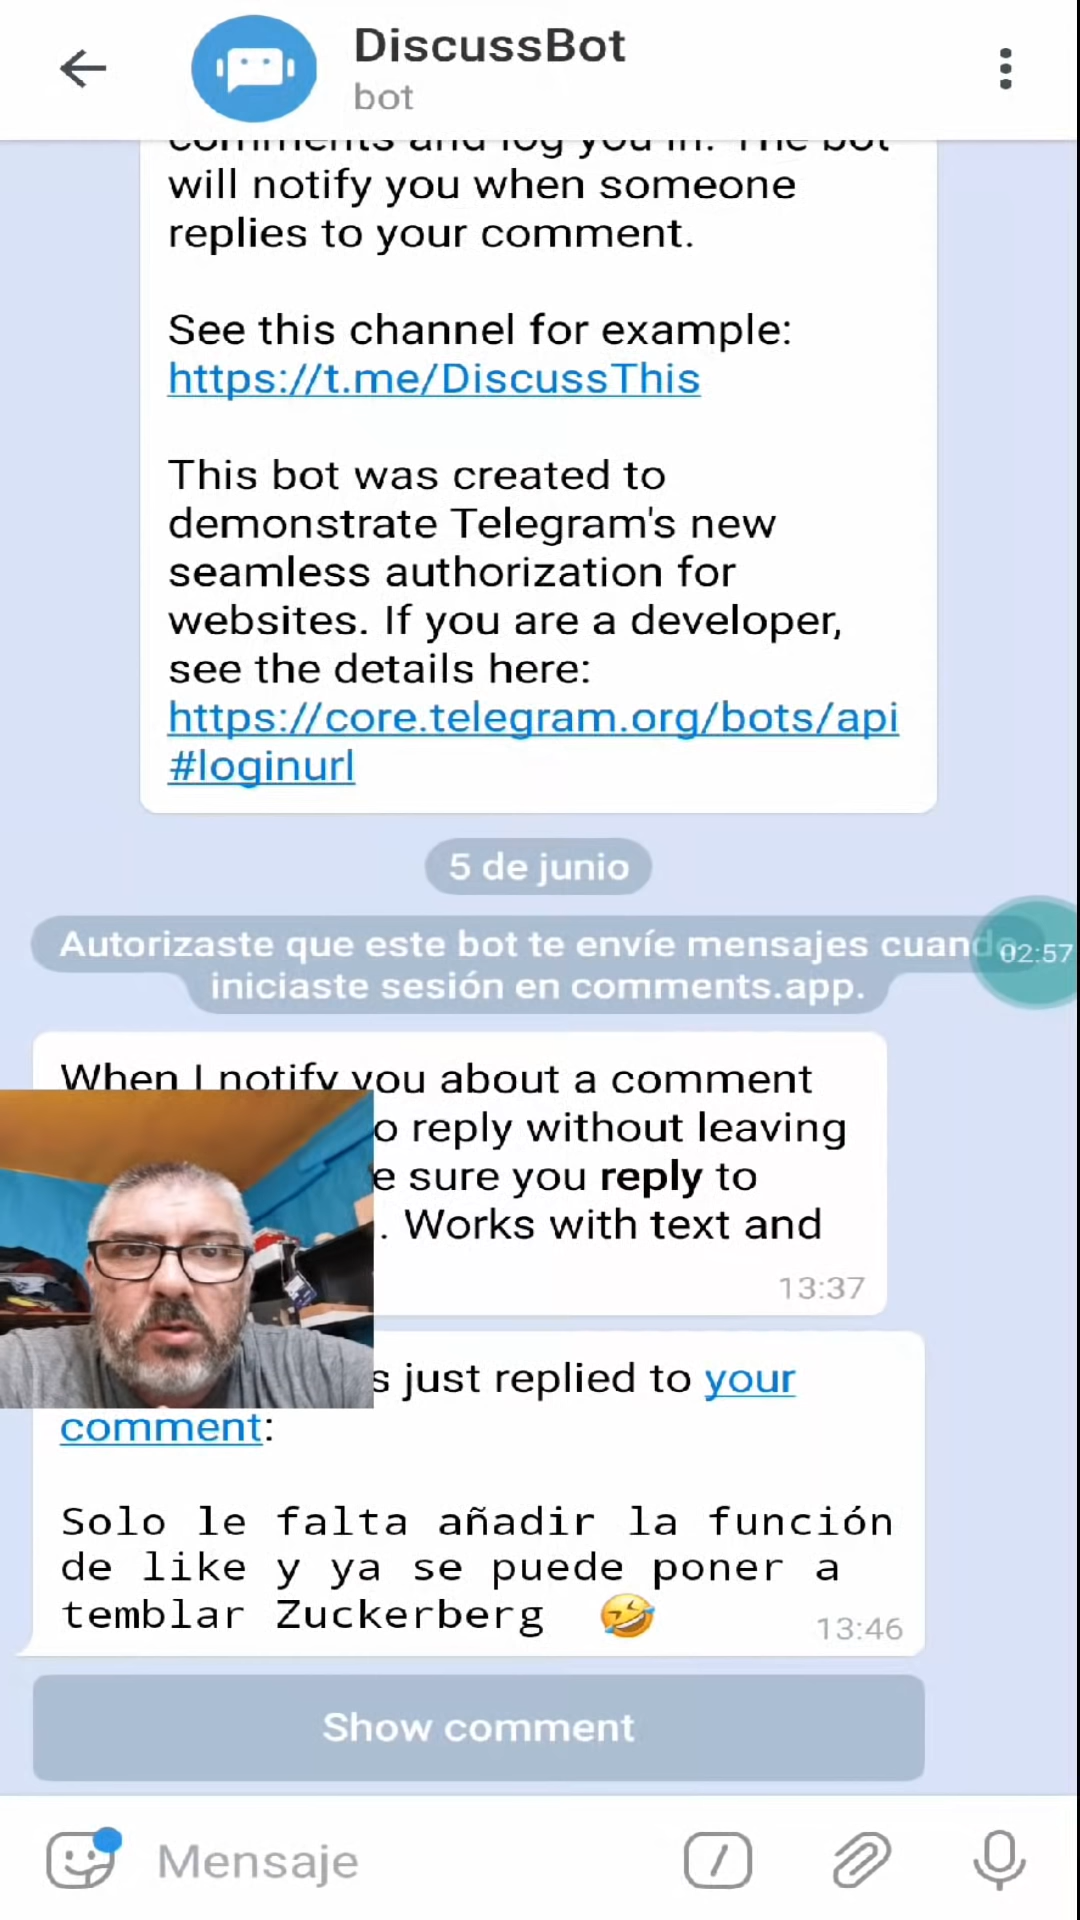 DiscussBot
bot
comments and log you in. The bot
will notify you when someone
replies to your comment.
See this channel for example:
https://t.me/DiscussThis
This bot was created to
demonstrate Telegram's new
seamless authorization for
websites. If you are a developer,
see the details here:
https://core.telegram.org/bots/api
#loginurl
5 de junio
Autorizaste que este bot te envíe mensajes cuando
iniciaste sesión en comments.app.
02:57
When I notify you about a comment
o reply without leaving
e sure you reply to
. Works with text and
13:37
s just replied to your
comment:
Solo le falta añadir la función
de like y ya se puede poner a
temblar Zuckerberg 🤣
13:46
Show comment
Mensaje